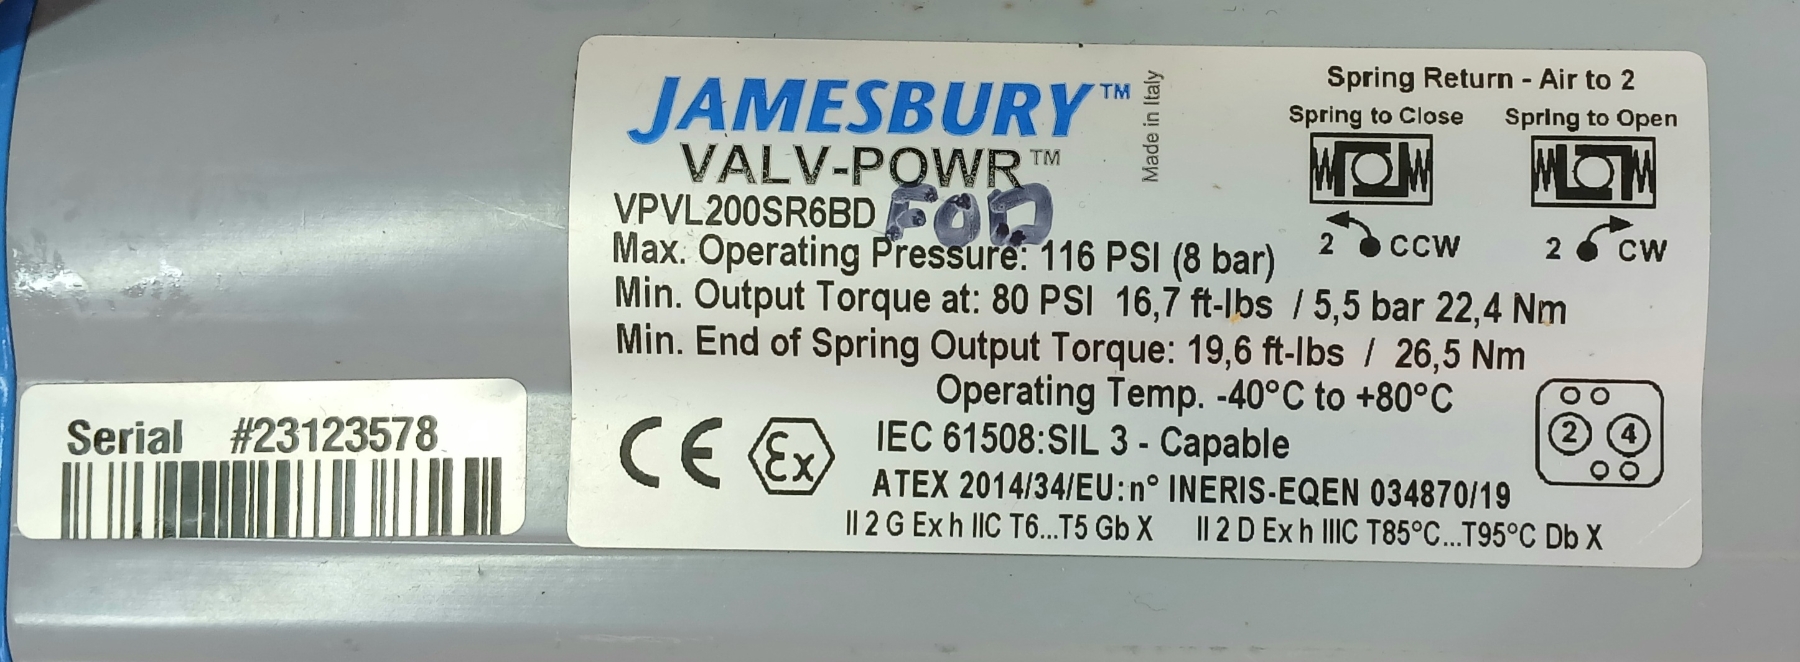 JAMESBURY™
VALV-POWR™
Made in Italy
VPVL200SR6BD FOD
Max. Operating Pressure: 116 PSI (8 bar)
Min. Output Torque at: 80 PSI 16,7 ft-lbs / 5,5 bar 22,4 Nm
Min. End of Spring Output Torque: 19,6 ft-lbs / 26,5 Nm
Operating Temp. -40°C to +80°C
CE Ex IEC 61508:SIL 3 - Capable
ATEX 2014/34/EU:n° INERIS-EQEN 034870/19
II 2 G Ex h IIC T6...T5 Gb X II 2 D Ex h IIIC T85°C...T95°C Db X
Spring Return - Air to 2
Spring to Close Spring to Open
2 CCW 2 CW
2 4
Serial #23123578